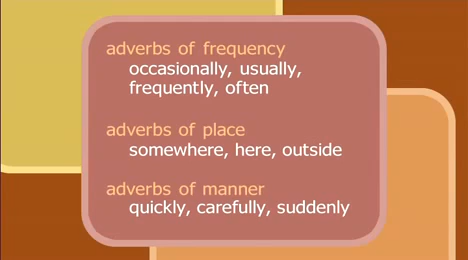 adverbs of frequency
occasionally, usually,
frequently, often
adverbs of place
somewhere, here, outside
adverbs of manner
quickly, carefully, suddenly